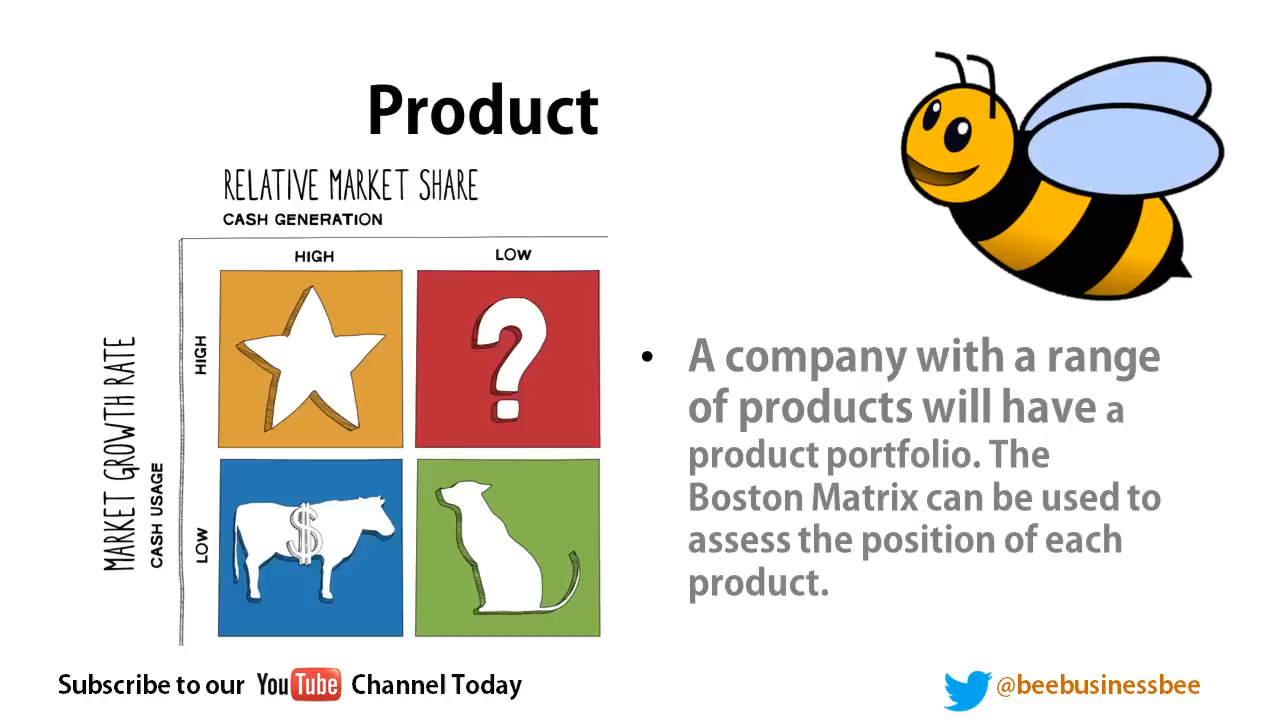 Product
RELATIVE MARKET SHARE
CASH GENERATION
HIGH
LOW
MARKET GROWTH RATE
CASH USAGE
HIGH
LOW
?
$
• A company with a range
of products will have a
product portfolio. The
Boston Matrix can be used to
assess the position of each
product.
Subscribe to our YouTube Channel Today
@beebusinessbee